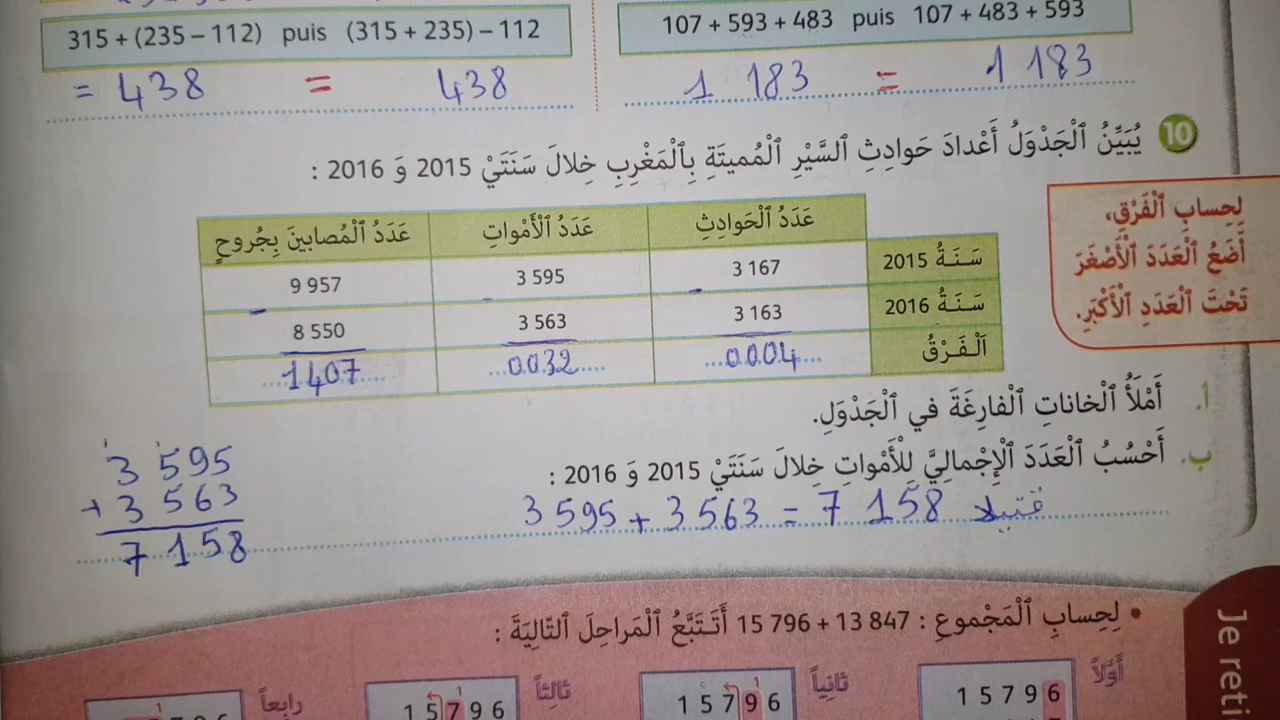 315 + (235 – 112) puis (315 + 235) – 112
107 + 593 + 483 puis 107 + 483 + 593
= 438 = 438
1 183 = 1 183
10 يُبَيِّنُ ٱلْجَدْوَلُ أَعْدادَ حَوادِثِ ٱلسَّيْرِ ٱلْمُميتَةِ بِٱلْمَغْرِبِ خِلالَ سَنَتَيْ 2015 وَ 2016 :
لِحِسابِ ٱلْفَرْقِ،
أَضَعُ ٱلْعَدَدَ ٱلْأَصْغَرَ
تَحْتَ ٱلْعَدَدِ ٱلْأَكْبَرِ.
عَدَدُ ٱلْحَوادِثِ عَدَدُ ٱلْأَمْواتِ عَدَدُ ٱلْمُصابينَ بِجُروحٍ
سَنَةُ 2015 3 167 3 595 9 957
سَنَةُ 2016 3 163 3 563 8 550
اَلْفَرْقُ 0004 0032 1407
أ. أَمْلَأُ ٱلْخاناتِ ٱلْفارِغَةَ في ٱلْجَدْوَلِ.
ب. أَحْسُبُ ٱلْعَدَدَ ٱلْإِجْمالِيَّ لِلْأَمْواتِ خِلالَ سَنَتَيْ 2015 وَ 2016 :
3 595 + 3 563 = 7 158 قتيلا
3 595
+ 3 563
7 158
• لِحِسابِ ٱلْمَجْموعِ : 15 796 + 13 847 أَتَتَبَّعُ ٱلْمَراحِلَ ٱلتّالِيَةَ :
Je reti
أَوَّلاً ثانِياً ثالِثاً رابِعاً
1 5 7 9 6
1 5 7 9 6
1 5 7 9 6